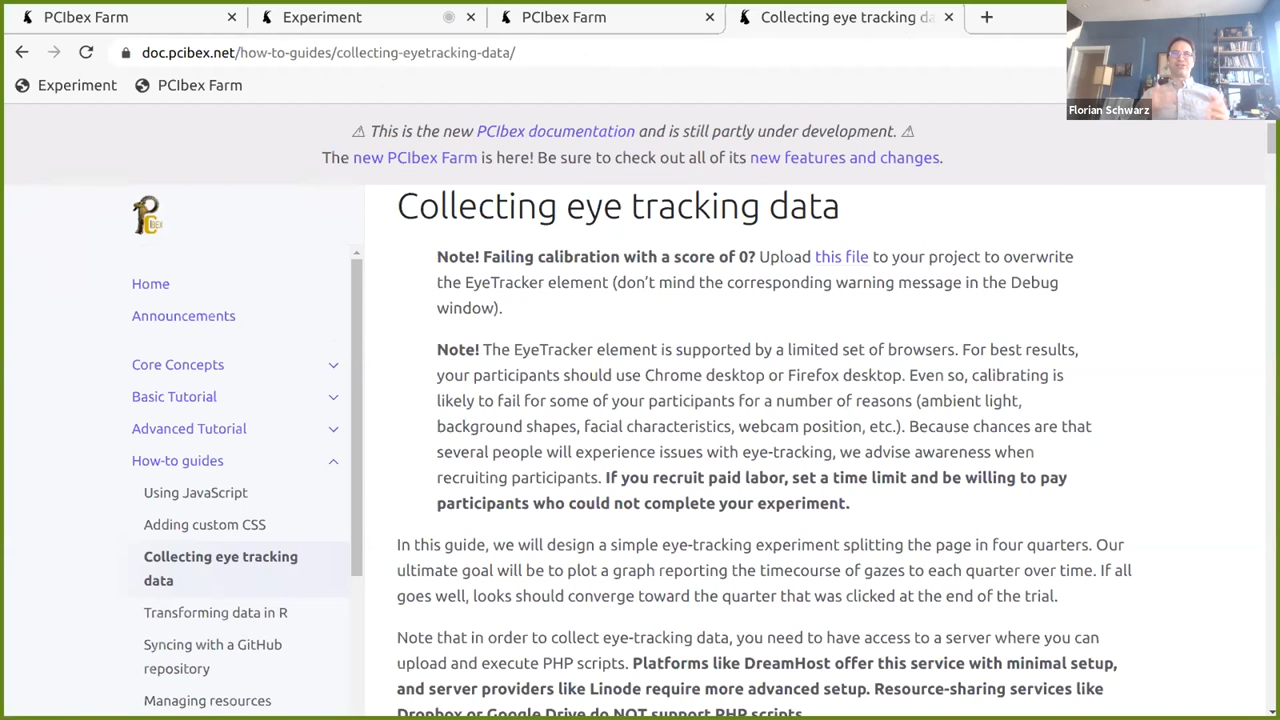 PCIbex Farm
Experiment
PCIbex Farm
Collecting eye tracking da
doc.pcibex.net/how-to-guides/collecting-eyetracking-data/
Experiment
PCIbex Farm
Florian Schwarz
⚠ This is the new PCIbex documentation and is still partly under development. ⚠
The new PCIbex Farm is here! Be sure to check out all of its new features and changes.
PCIBEX
Home
Announcements
Core Concepts
Basic Tutorial
Advanced Tutorial
How-to guides
Using JavaScript
Adding custom CSS
Collecting eye tracking
data
Transforming data in R
Syncing with a GitHub
repository
Managing resources
Collecting eye tracking data
Note! Failing calibration with a score of 0? Upload this file to your project to overwrite
the EyeTracker element (don’t mind the corresponding warning message in the Debug
window).
Note! The EyeTracker element is supported by a limited set of browsers. For best results,
your participants should use Chrome desktop or Firefox desktop. Even so, calibrating is
likely to fail for some of your participants for a number of reasons (ambient light,
background shapes, facial characteristics, webcam position, etc.). Because chances are that
several people will experience issues with eye-tracking, we advise awareness when
recruiting participants. If you recruit paid labor, set a time limit and be willing to pay
participants who could not complete your experiment.
In this guide, we will design a simple eye-tracking experiment splitting the page in four quarters. Our
ultimate goal will be to plot a graph reporting the timecourse of gazes to each quarter over time. If all
goes well, looks should converge toward the quarter that was clicked at the end of the trial.
Note that in order to collect eye-tracking data, you need to have access to a server where you can
upload and execute PHP scripts. Platforms like DreamHost offer this service with minimal setup,
and server providers like Linode require more advanced setup. Resource-sharing services like
Dropbox or Google Drive do NOT support PHP scripts.